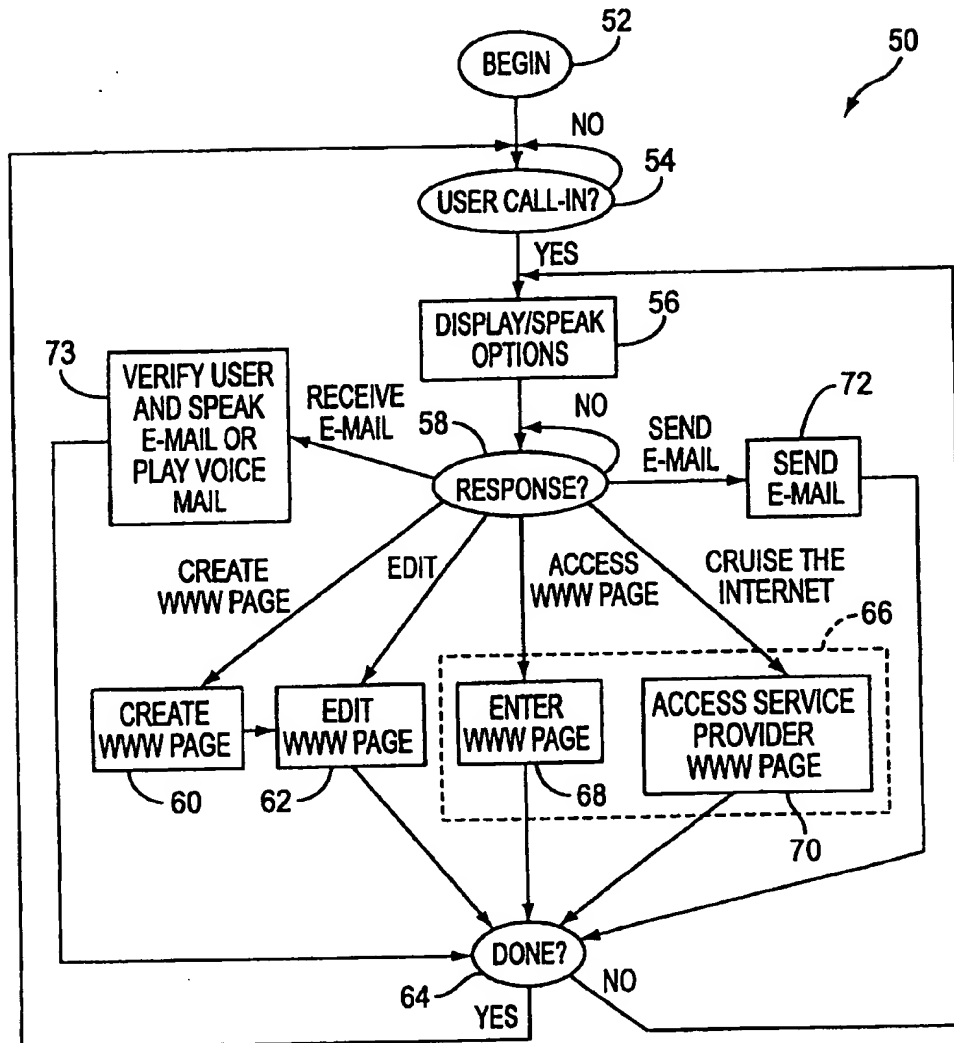 52
BEGIN
50
NO
54
USER CALL-IN?
YES
56
DISPLAY/SPEAK
OPTIONS
73
VERIFY USER
AND SPEAK
E-MAIL OR
PLAY VOICE
MAIL
RECEIVE
E-MAIL
58
NO
RESPONSE?
SEND
E-MAIL
72
SEND
E-MAIL
CREATE
WWW PAGE
EDIT
ACCESS
WWW PAGE
CRUISE THE
INTERNET
66
CREATE
WWW PAGE
60
EDIT
WWW PAGE
62
ENTER
WWW PAGE
68
ACCESS SERVICE
PROVIDER
WWW PAGE
70
DONE?
64
YES
NO